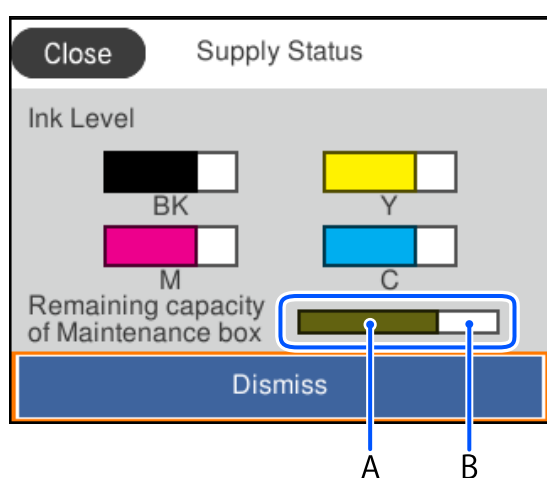 Close
Supply Status
Ink Level
BK
Y
M
C
Remaining capacity
of Maintenance box
Dismiss
A
B